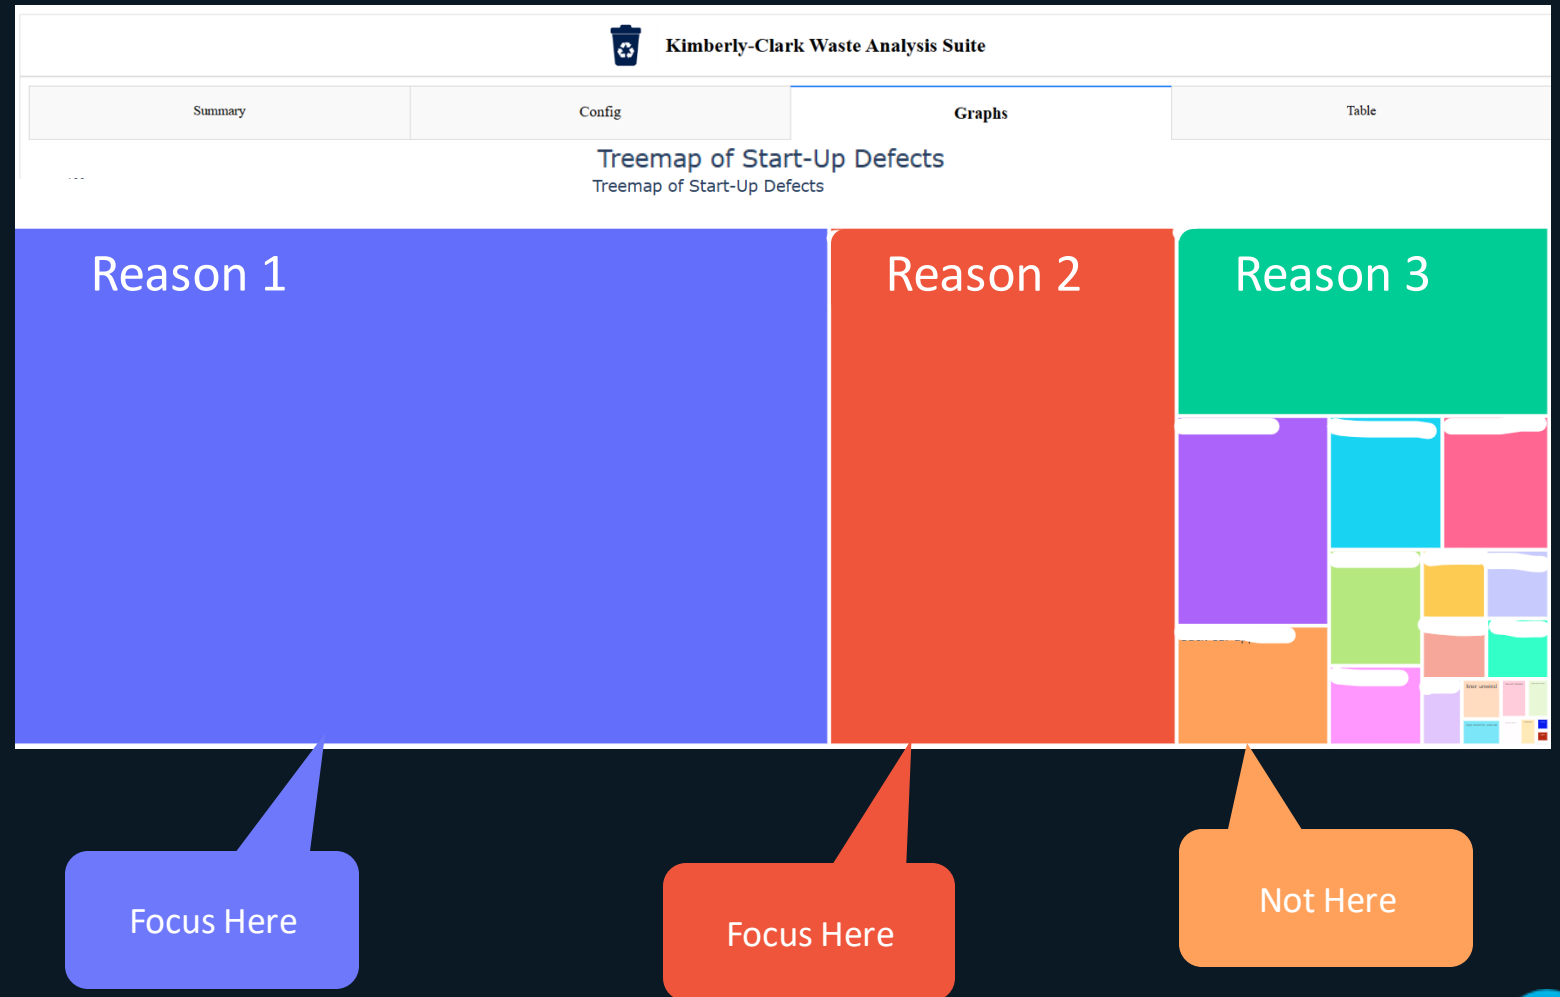 Kimberly-Clark Waste Analysis Suite
Summary
Config
Graphs
Table
Treemap of Start-Up Defects
Treemap of Start-Up Defects
Reason 1
Reason 2
Reason 3
Focus Here
Focus Here
Not Here